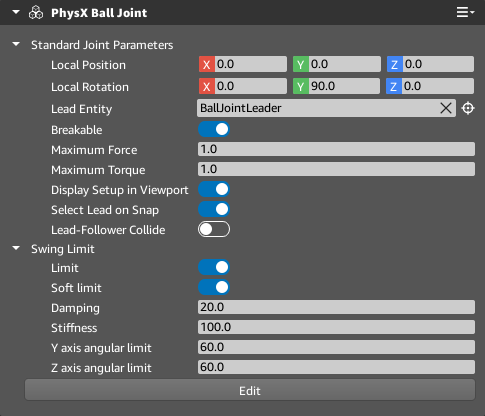 PhysX Ball Joint
Standard Joint Parameters
Local Position X 0.0 Y 0.0 Z 0.0
Local Rotation X 0.0 Y 90.0 Z 0.0
Lead Entity BallJointLeader
Breakable
Maximum Force 1.0
Maximum Torque 1.0
Display Setup in Viewport
Select Lead on Snap
Lead-Follower Collide
Swing Limit
Limit
Soft limit
Damping 20.0
Stiffness 100.0
Y axis angular limit 60.0
Z axis angular limit 60.0
Edit